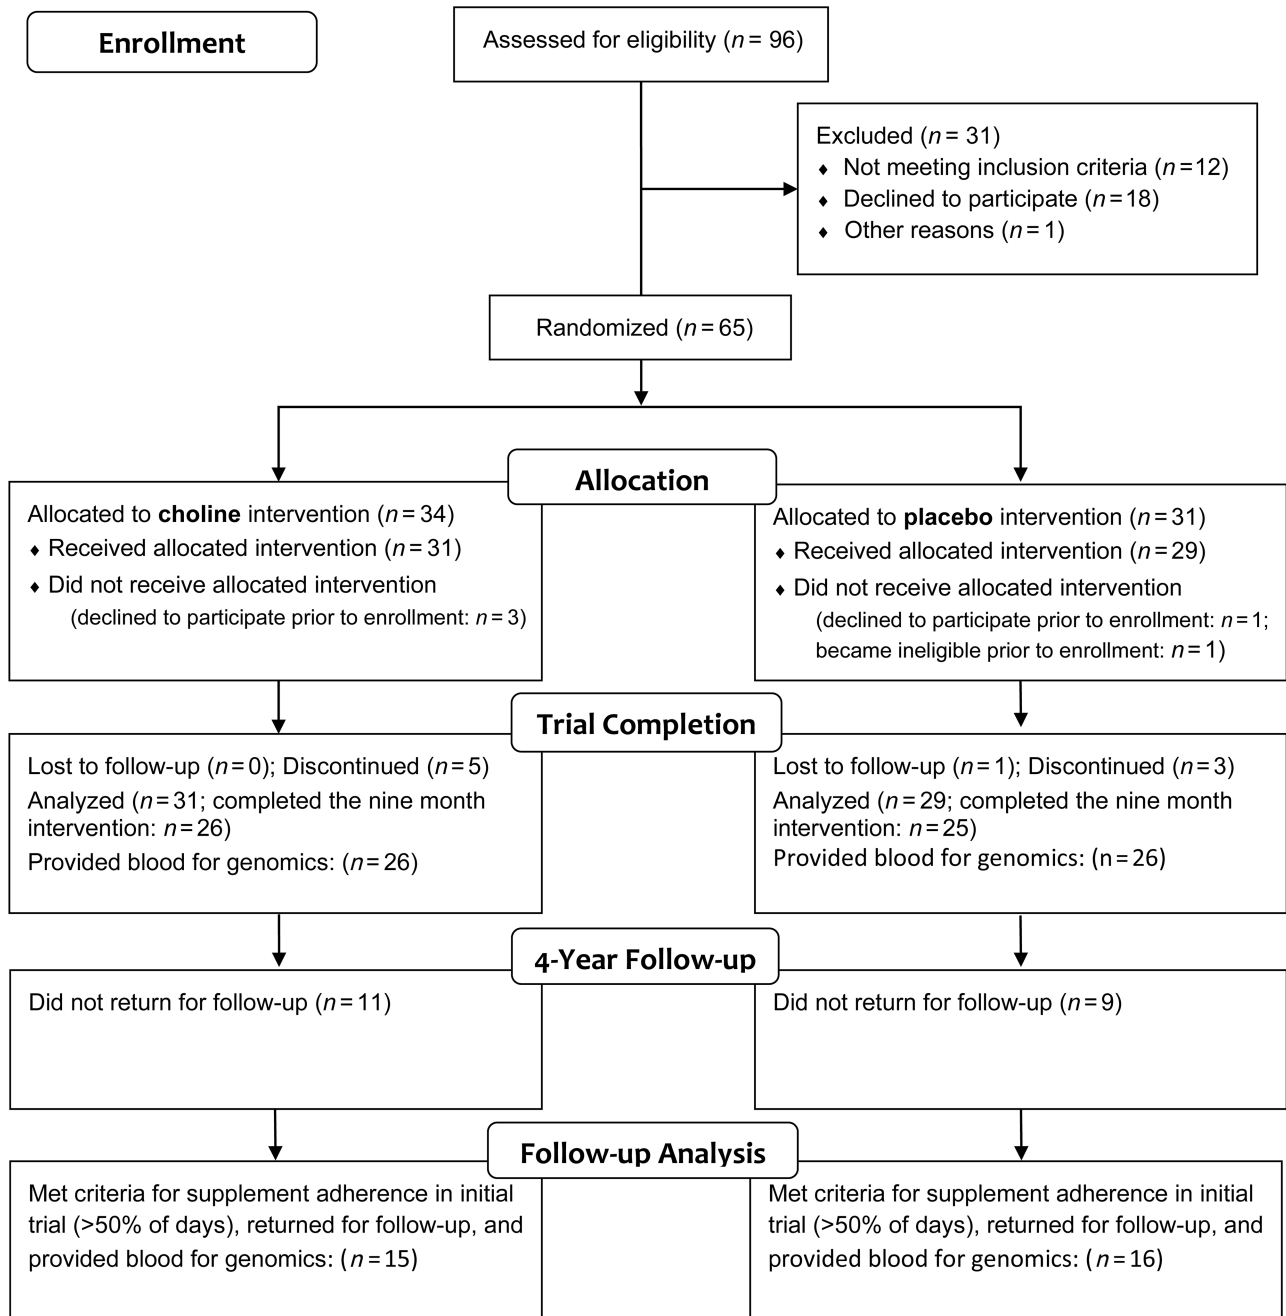 Enrollment
Assessed for eligibility (n = 96)
Excluded (n = 31)
♦ Not meeting inclusion criteria (n = 12)
♦ Declined to participate (n = 18)
♦ Other reasons (n = 1)
Randomized (n = 65)
Allocation
Allocated to choline intervention (n = 34)
♦ Received allocated intervention (n = 31)
♦ Did not receive allocated intervention
(declined to participate prior to enrollment: n = 3)
Allocated to placebo intervention (n = 31)
♦ Received allocated intervention (n = 29)
♦ Did not receive allocated intervention
(declined to participate prior to enrollment: n = 1;
became ineligible prior to enrollment: n = 1)
Trial Completion
Lost to follow-up (n = 0); Discontinued (n = 5)
Analyzed (n = 31; completed the nine month
intervention: n = 26)
Provided blood for genomics: (n = 26)
Lost to follow-up (n = 1); Discontinued (n = 3)
Analyzed (n = 29; completed the nine month
intervention: n = 25)
Provided blood for genomics: (n = 26)
4-Year Follow-up
Did not return for follow-up (n = 11)
Did not return for follow-up (n = 9)
Follow-up Analysis
Met criteria for supplement adherence in initial
trial (>50% of days), returned for follow-up, and
provided blood for genomics: (n = 15)
Met criteria for supplement adherence in initial
trial (>50% of days), returned for follow-up, and
provided blood for genomics: (n = 16)